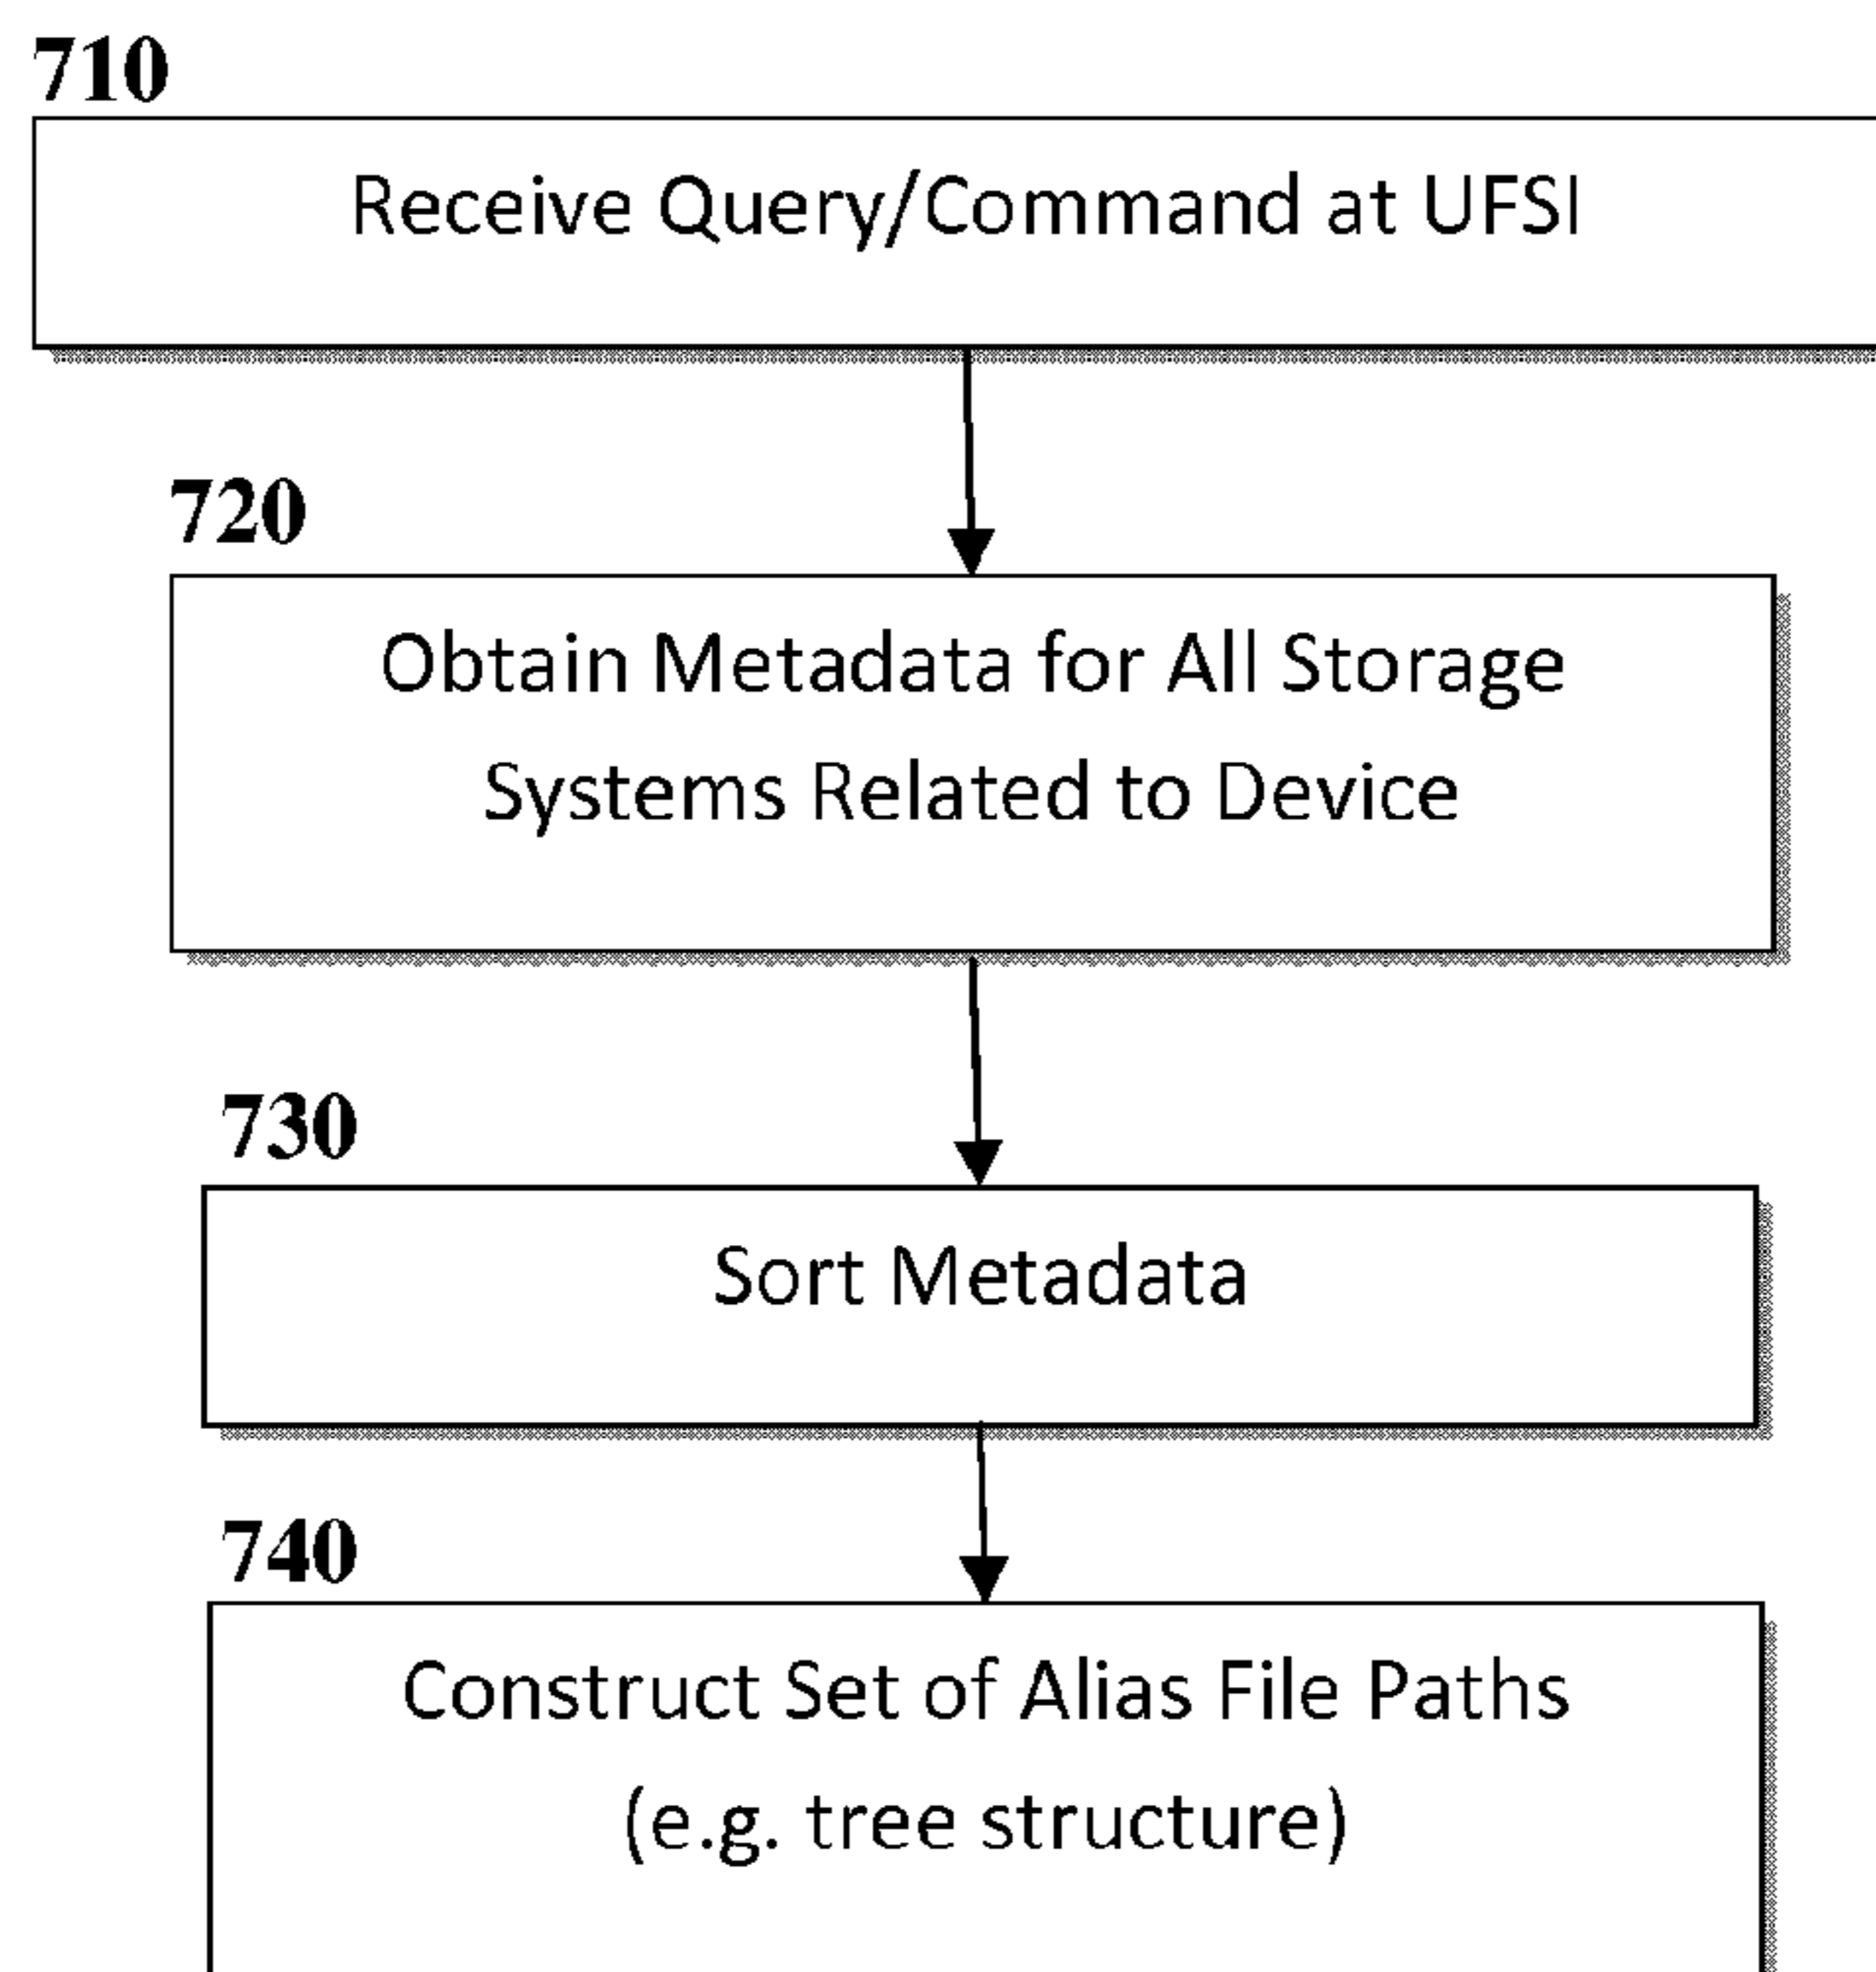 710
Receive Query/Command at UFSI
720
Obtain Metadata for All Storage
Systems Related to Device
730
Sort Metadata
740
Construct Set of Alias File Paths
(e.g. tree structure)